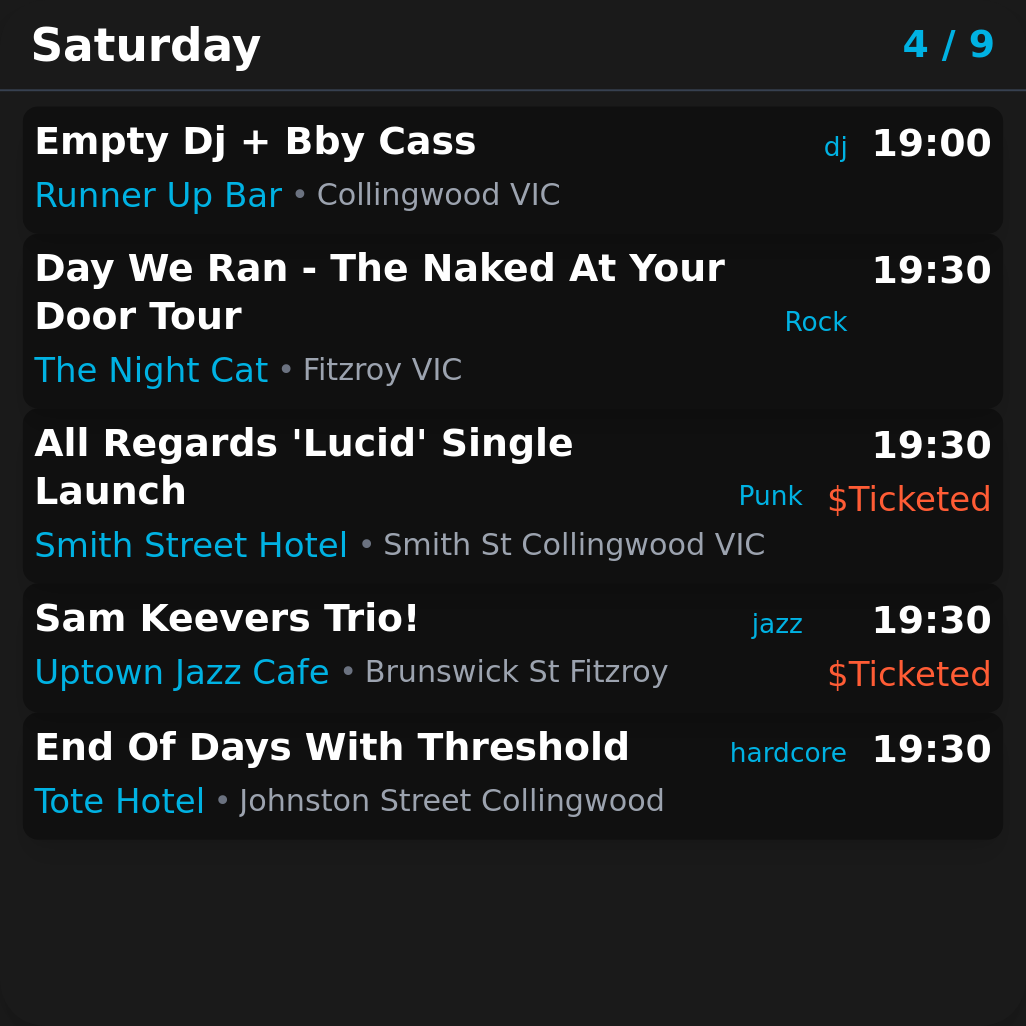 Saturday 4 / 9
Empty Dj + Bby Cass dj 19:00
Runner Up Bar • Collingwood VIC
Day We Ran - The Naked At Your 19:30
Door Tour Rock
The Night Cat • Fitzroy VIC
All Regards 'Lucid' Single 19:30
Launch Punk $Ticketed
Smith Street Hotel • Smith St Collingwood VIC
Sam Keevers Trio! jazz 19:30
Uptown Jazz Cafe • Brunswick St Fitzroy $Ticketed
End Of Days With Threshold hardcore 19:30
Tote Hotel • Johnston Street Collingwood